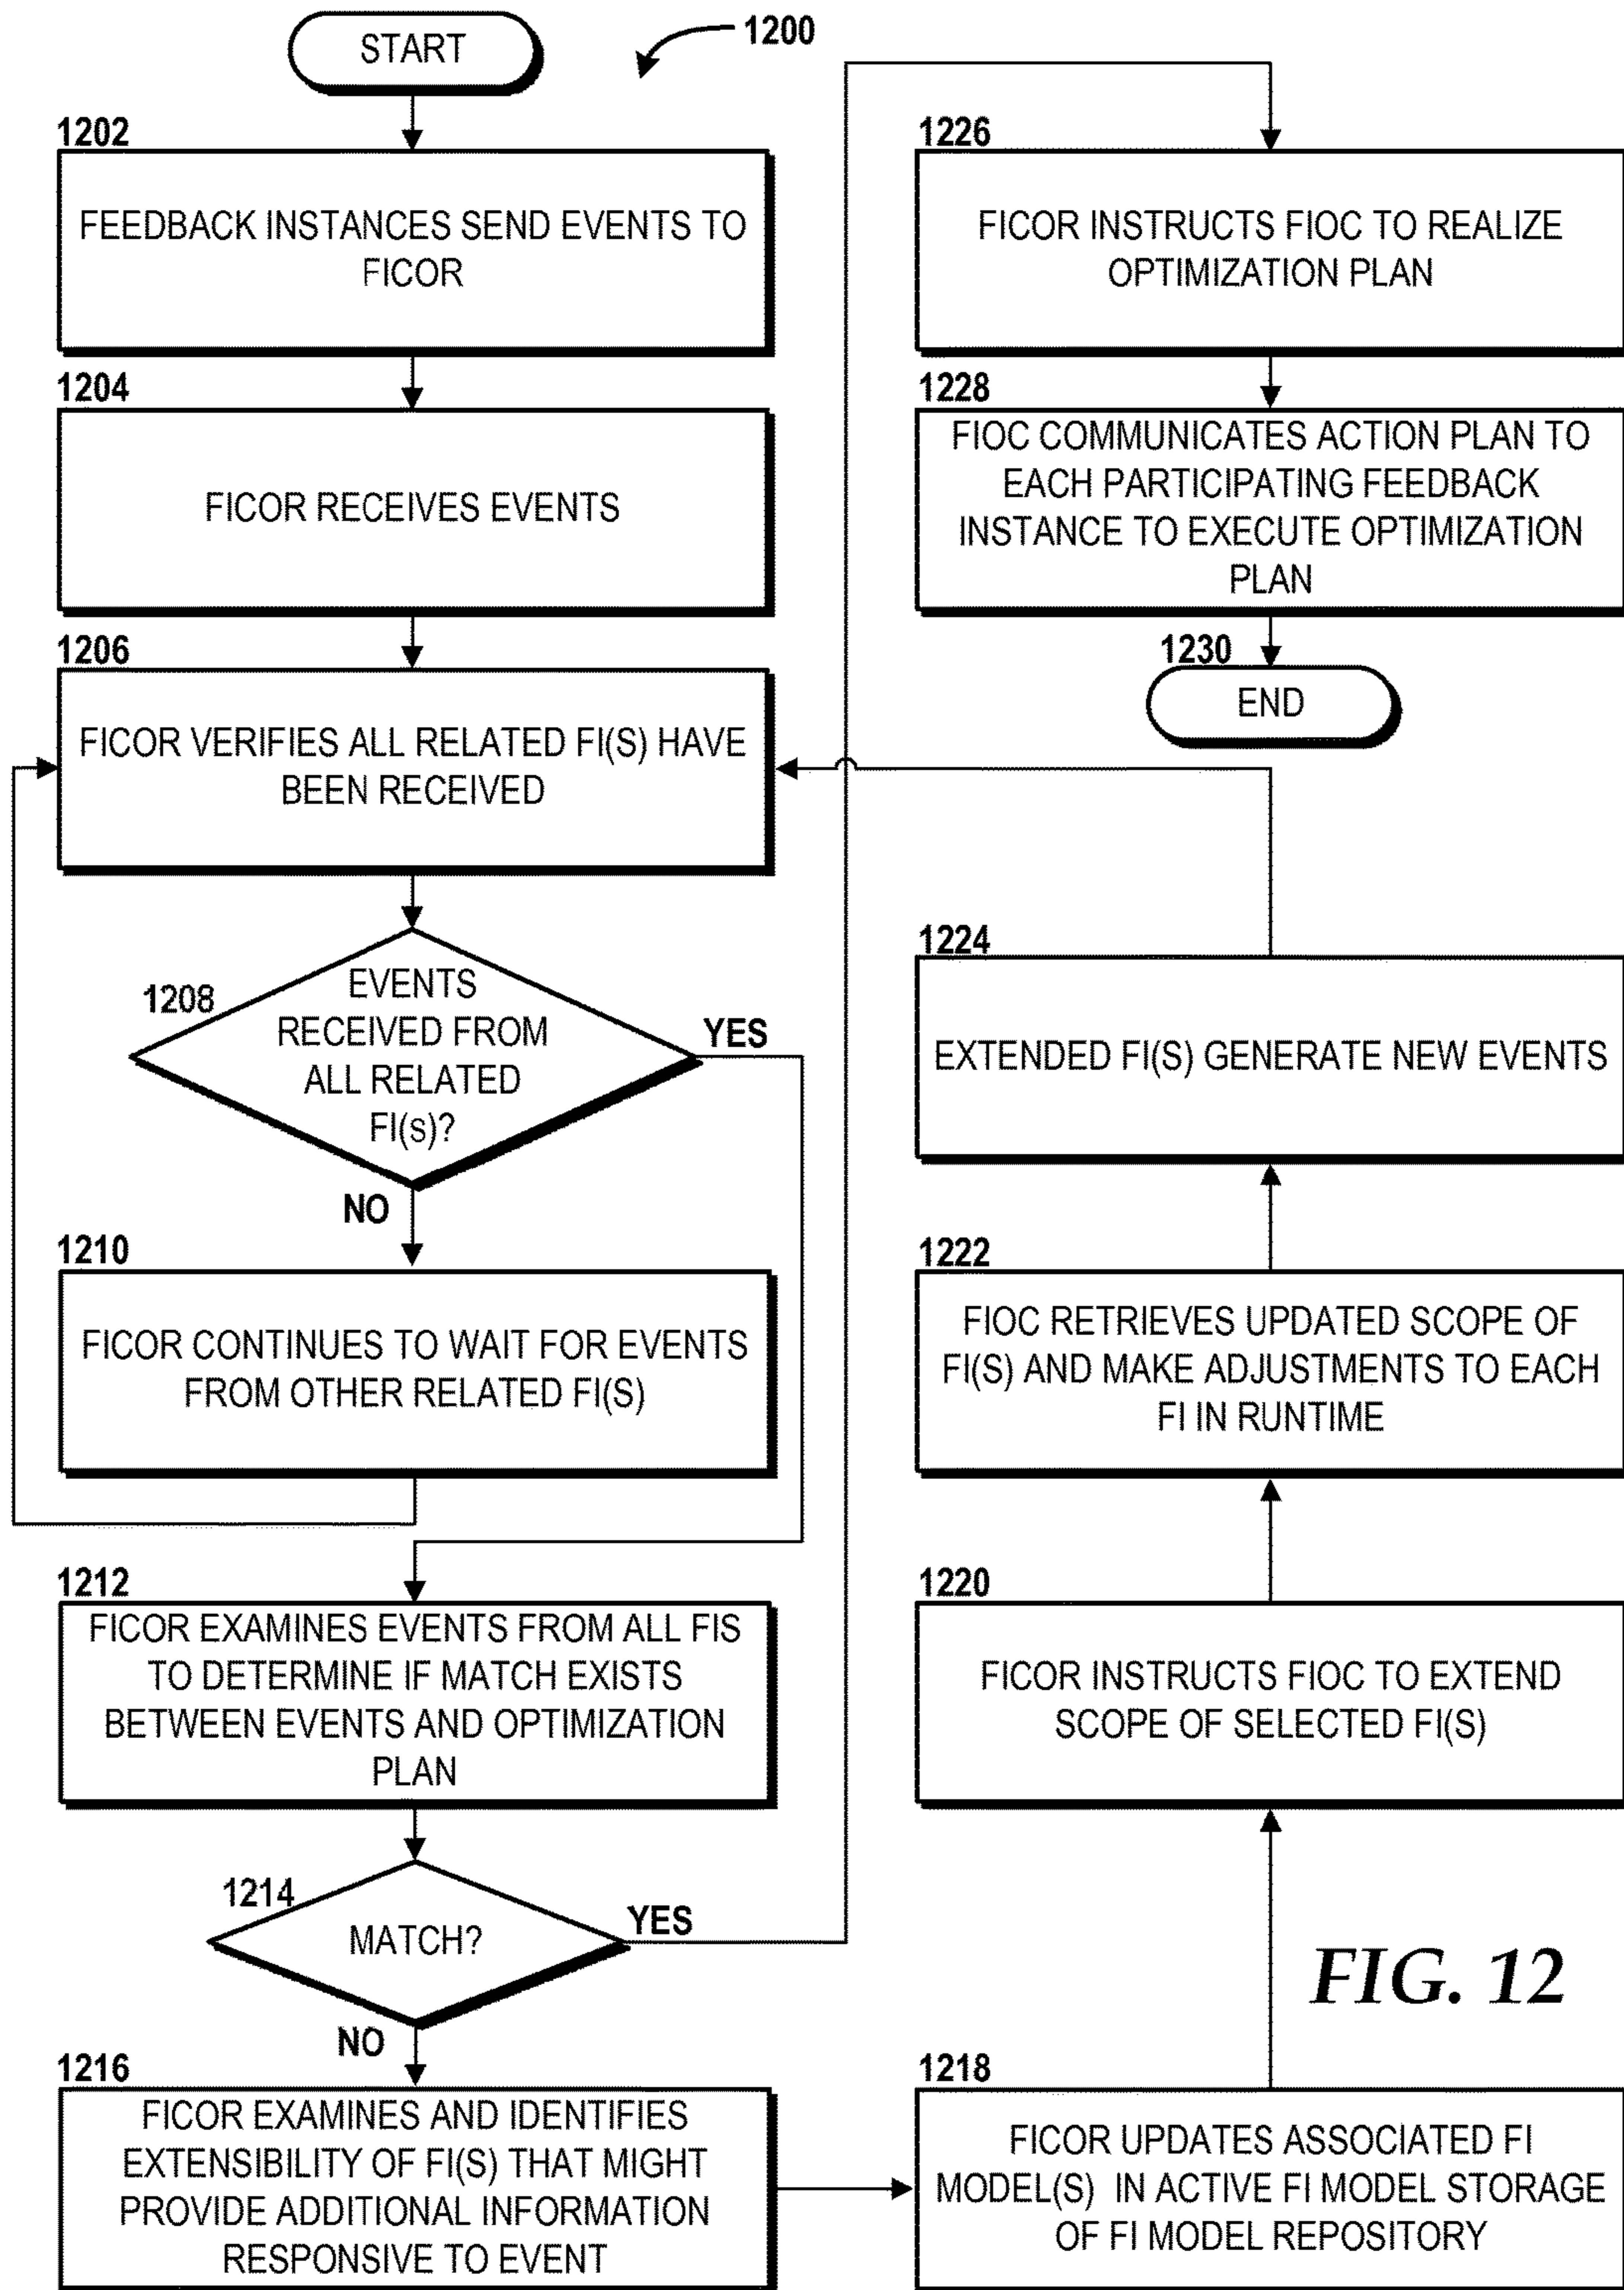 START
1200
1202
FEEDBACK INSTANCES SEND EVENTS TO
FICOR
1204
FICOR RECEIVES EVENTS
1206
FICOR VERIFIES ALL RELATED FI(S) HAVE
BEEN RECEIVED
1208
EVENTS
RECEIVED FROM
ALL RELATED
FI(S)?
YES
NO
1210
FICOR CONTINUES TO WAIT FOR EVENTS
FROM OTHER RELATED FI(S)
1212
FICOR EXAMINES EVENTS FROM ALL FIS
TO DETERMINE IF MATCH EXISTS
BETWEEN EVENTS AND OPTIMIZATION
PLAN
1214
MATCH?
YES
NO
1216
FICOR EXAMINES AND IDENTIFIES
EXTENSIBILITY OF FI(S) THAT MIGHT
PROVIDE ADDITIONAL INFORMATION
RESPONSIVE TO EVENT
1218
FICOR UPDATES ASSOCIATED FI
MODEL(S) IN ACTIVE FI MODEL STORAGE
OF FI MODEL REPOSITORY
1220
FICOR INSTRUCTS FIOC TO EXTEND
SCOPE OF SELECTED FI(S)
1222
FIOC RETRIEVES UPDATED SCOPE OF
FI(S) AND MAKE ADJUSTMENTS TO EACH
FI IN RUNTIME
1224
EXTENDED FI(S) GENERATE NEW EVENTS
1226
FICOR INSTRUCTS FIOC TO REALIZE
OPTIMIZATION PLAN
1228
FIOC COMMUNICATES ACTION PLAN TO
EACH PARTICIPATING FEEDBACK
INSTANCE TO EXECUTE OPTIMIZATION
PLAN
1230
END
FIG. 12